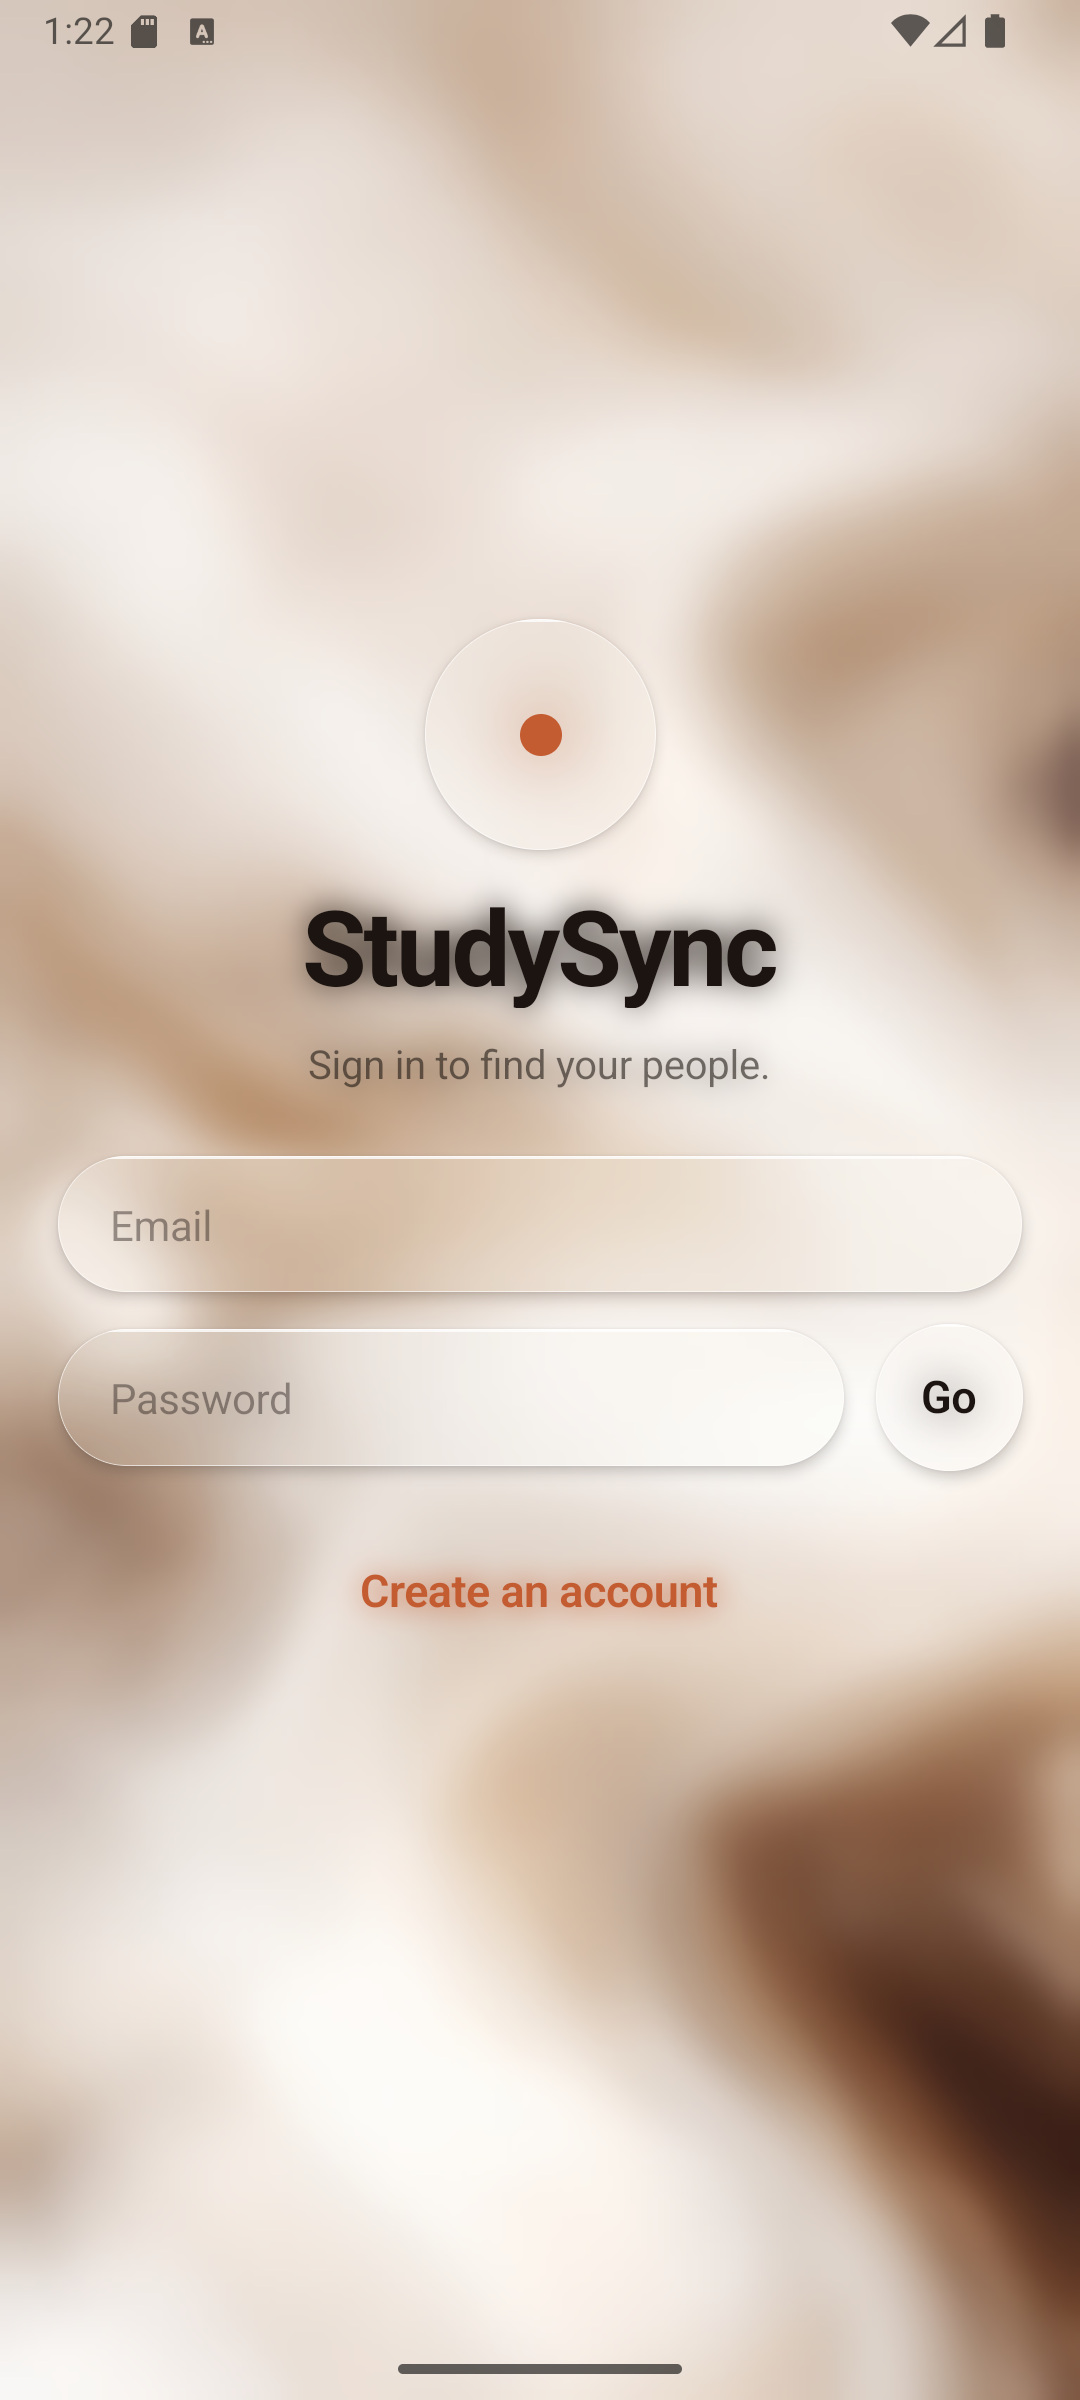 1:22
StudySync
Sign in to find your people.
Email
Password
Go
Create an account